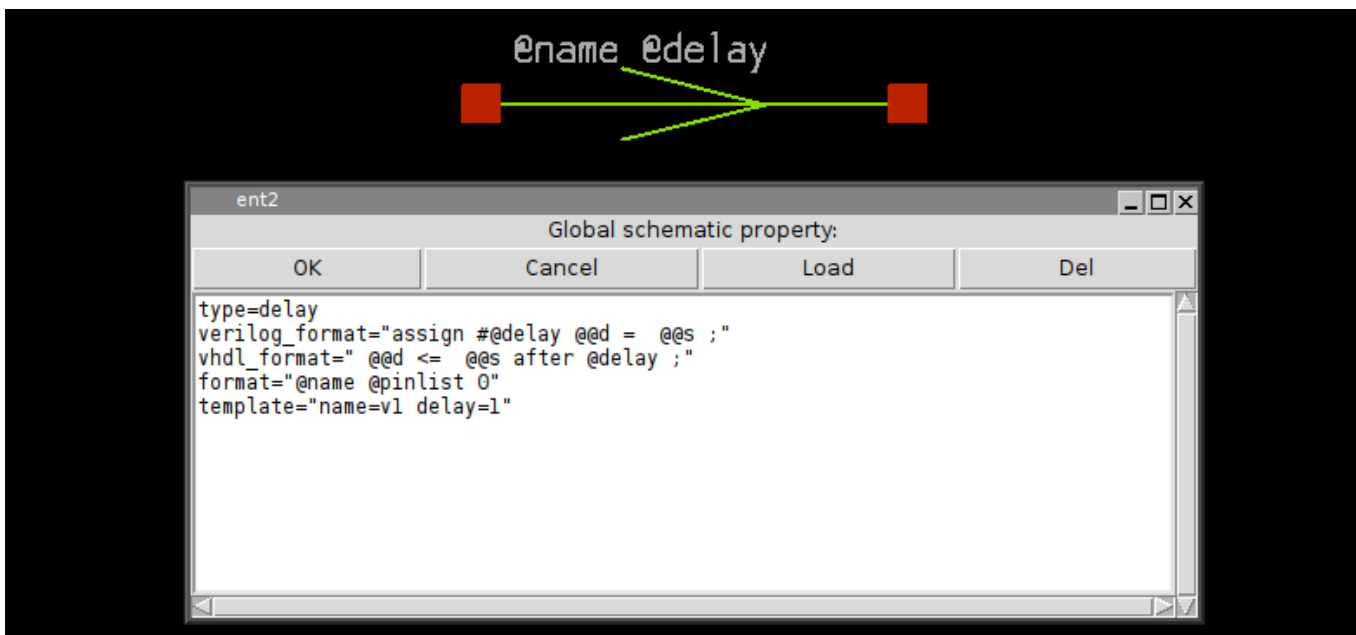 @name @delay
ent2
Global schematic property:
OK Cancel Load Del
type=delay
verilog_format="assign #@delay @@d =  @@s ;"
vhdl_format=" @@d <=  @@s after @delay ;"
format="@name @pinlist 0"
template="name=v1 delay=1"